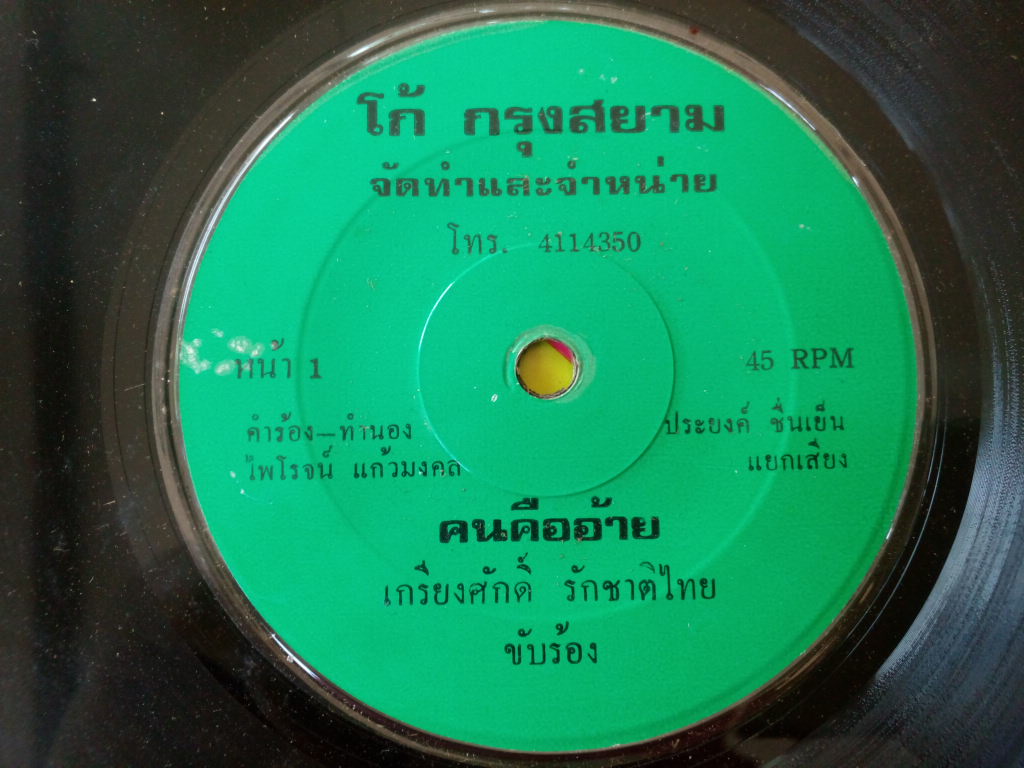 โก้ กรุงสยาม
จัดทำและจำหน่าย
โทร. 4114350
หน้า 1
45 RPM
คำร้อง-ทำนอง
ไพโรจน์ แก้วมงคล
ประยงค์ ชื่นเย็น
แยกเสียง
คนคืออ้าย
เกรียงศักดิ์ รักชาติไทย
ขับร้อง